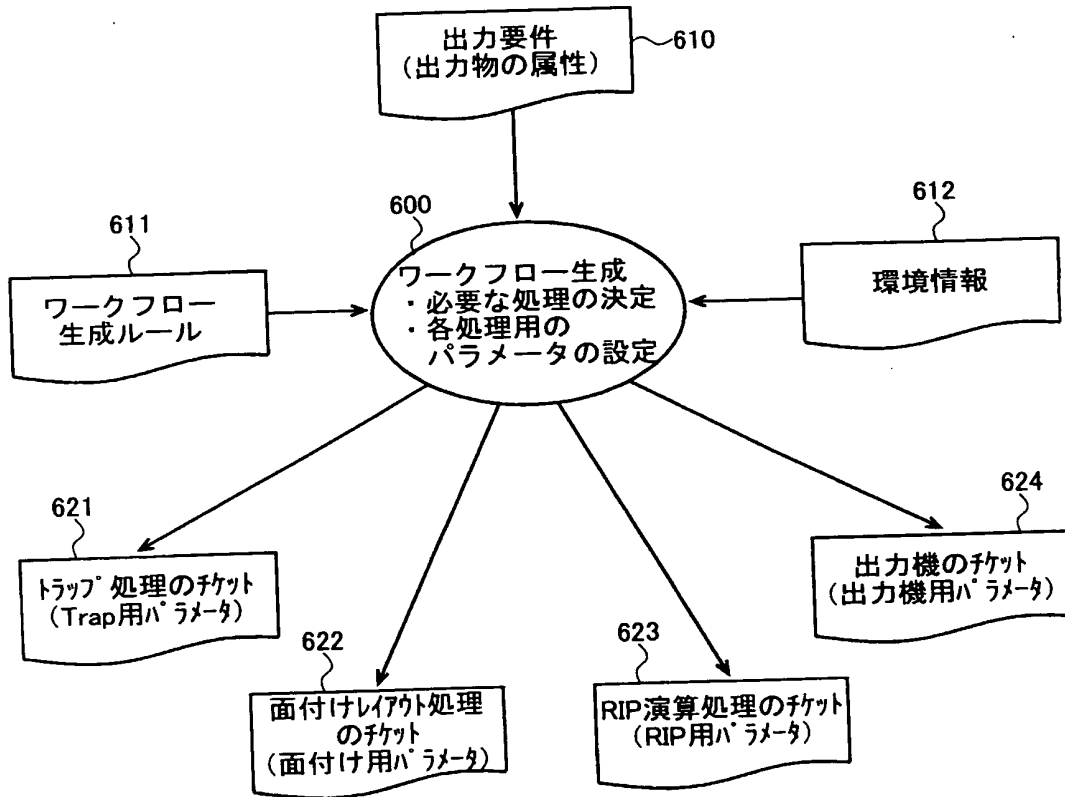 出力要件
(出力物の属性)
610
611
ワークフロー
生成ルール
600
ワークフロー生成
・必要な処理の決定
・各処理用の
パラメータの設定
612
環境情報
621
ﾄﾗｯﾌﾟ処理のﾁｹｯﾄ
(Trap用ﾊﾟﾗﾒｰﾀ)
622
面付けﾚｲｱｳﾄ処理
のﾁｹｯﾄ
(面付け用ﾊﾟﾗﾒｰﾀ)
623
RIP演算処理のﾁｹｯﾄ
(RIP用ﾊﾟﾗﾒｰﾀ)
624
出力機のﾁｹｯﾄ
(出力機用ﾊﾟﾗﾒｰﾀ)